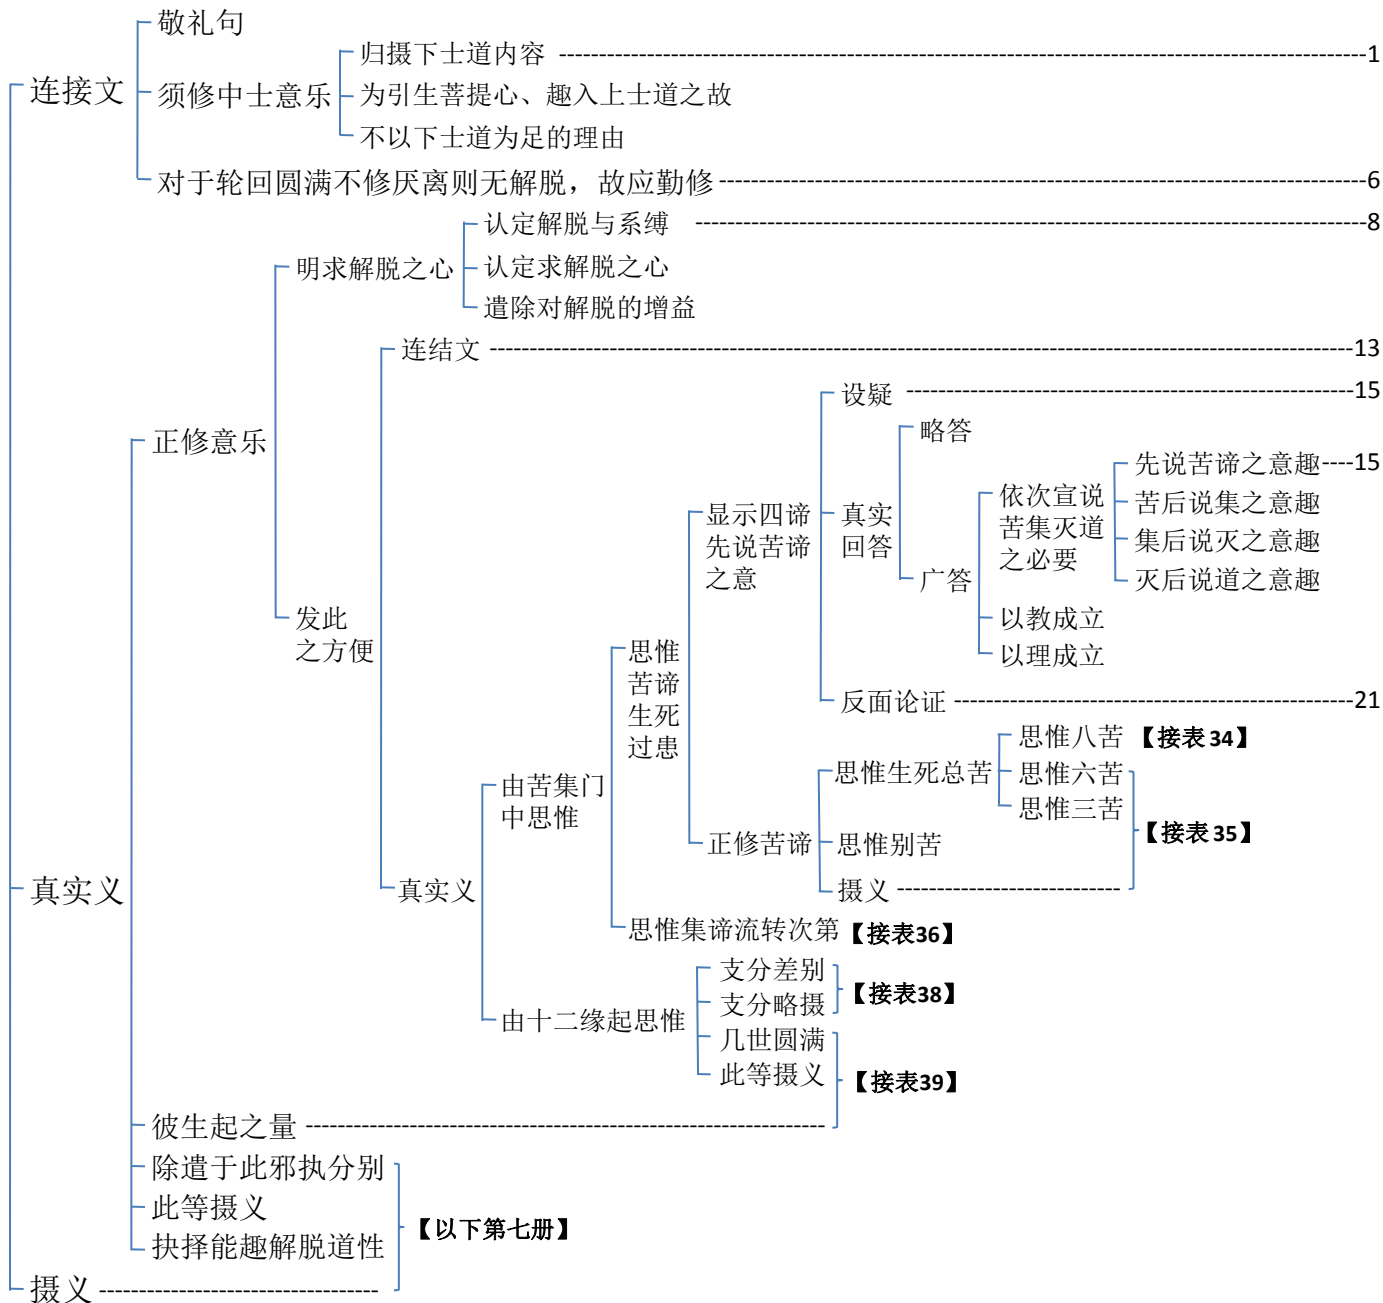 敬礼句
归摄下士道内容 1
连接文
须修中士意乐
为引生菩提心、趣入上士道之故
不以下士道为足的理由
对于轮回圆满不修厌离则无解脱，故应勤修 6
认定解脱与系缚 8
明求解脱之心
认定求解脱之心
遣除对解脱的增益
连结文 13
设疑 15
略答
正修意乐
先说苦谛之意趣 15
依次宣说
苦集灭道
之必要
苦后说集之意趣
显示四谛
先说苦谛
之意
真实
回答
集后说灭之意趣
广答
灭后说道之意趣
发此
之方便
以教成立
思惟
苦谛
生死
过患
以理成立
反面论证 21
思惟八苦【接表34】
由苦集门
中思惟
思惟生死总苦
思惟六苦
思惟三苦
【接表35】
正修苦谛
思惟别苦
真实义
真实义
摄义
思惟集谛流转次第【接表36】
支分差别
支分略摄
【接表38】
由十二缘起思惟
几世圆满
此等摄义
【接表39】
彼生起之量
除遣于此邪执分别
此等摄义
【以下第七册】
抉择能趣解脱道性
摄义